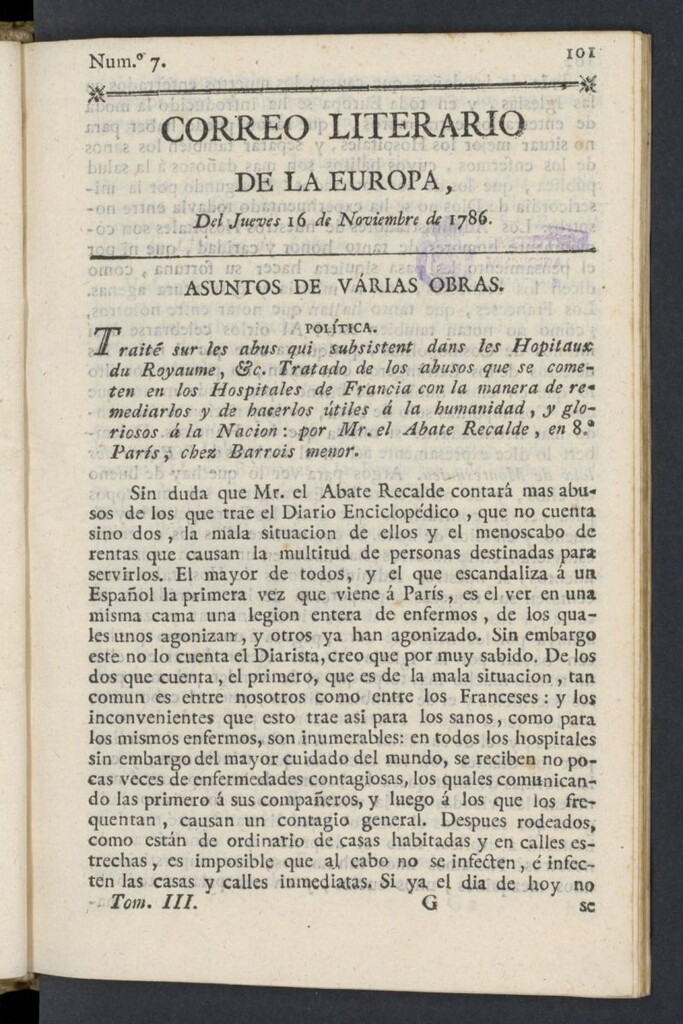 Num.º 7.
101
CORREO LITERARIO
DE LA EUROPA,
Del Jueves 16 de Noviembre de 1786.
ASUNTOS DE VÁRIAS OBRAS.
POLÍTICA.
Traité sur les abus qui subsistent dans les Hopitaux
du Royaume, &c. Tratado de los abusos que se come-
ten en los Hospitales de Francia con la manera de re-
mediarlos y de hacerlos útiles á la humanidad, y glo-
riosos á la Nacion: por Mr. el Abate Recalde, en 8.º
París, chez Barrois menor.
Sin duda que Mr. el Abate Recalde contará mas abu-
sos de los que trae el Diario Enciclopédico, que no cuenta
sino dos, la mala situacion de ellos y el menoscabo de
rentas que causan la multitud de personas destinadas para
servirlos. El mayor de todos, y el que escandaliza á un
Español la primera vez que viene á París, es el ver en una
misma cama una legion entera de enfermos, de los qua-
les unos agonizan, y otros ya han agonizado. Sin embargo
este no lo cuenta el Diarista, creo que por muy sabido. De los
dos que cuenta, el primero, que es de la mala situacion, tan
comun es entre nosotros como entre los Franceses: y los
inconvenientes que esto trae asi para los sanos, como para
los mismos enfermos, son inumerables: en todos los hospitales
sin embargo del mayor cuidado del mundo, se reciben no po-
cas veces de enfermedades contagiosas, los quales comunican-
do las primero á sus compañeros, y luego á los que los fre-
quentan, causan un contagio general. Despues rodeados,
como están de ordinario de casas habitadas y en calles es-
trechas, es imposible que al cabo no se infecten, é infec-
ten las casas y calles inmediatas. Si ya el dia de hoy no
Tom. III.
G
se